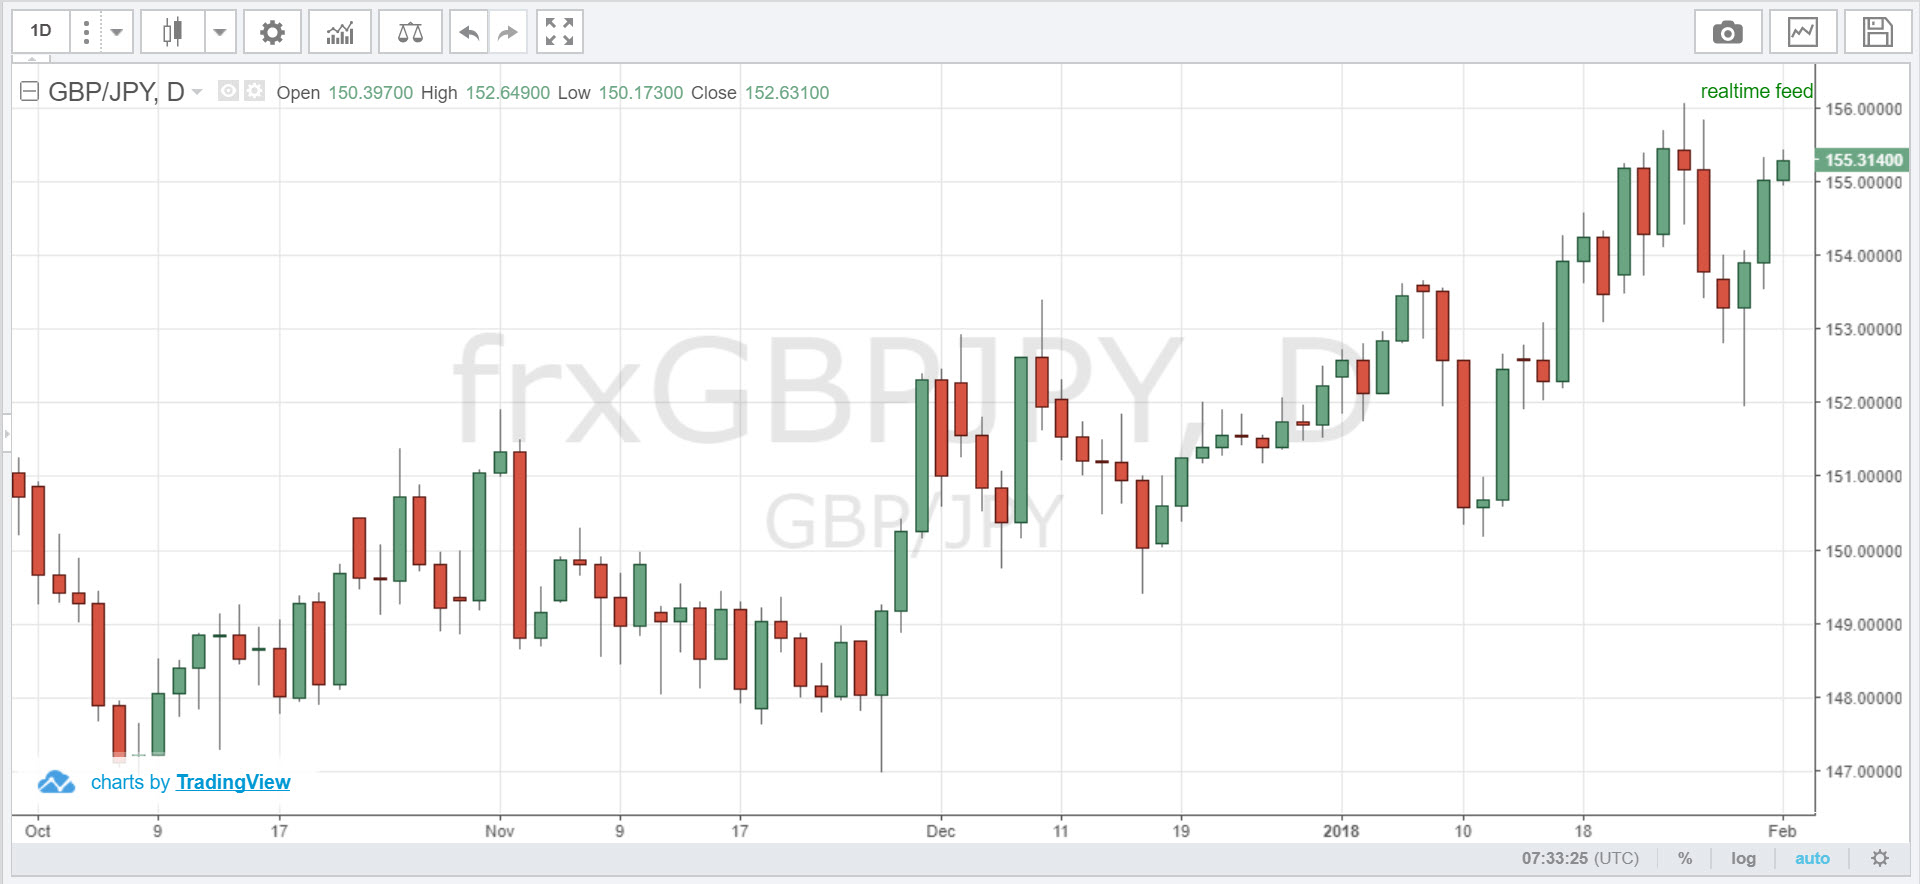 1D
GBP/JPY, D Open 150.39700 High 152.64900 Low 150.17300 Close 152.63100
realtime feed
156.00000
155.31400
155.00000
154.00000
153.00000
152.00000
151.00000
150.00000
149.00000
148.00000
147.00000
frxGBPJPY, D
GBP/JPY
charts by TradingView
Oct 9 17 Nov 9 17 Dec 11 19 2018 10 18 Feb
07:33:25 (UTC) % log auto